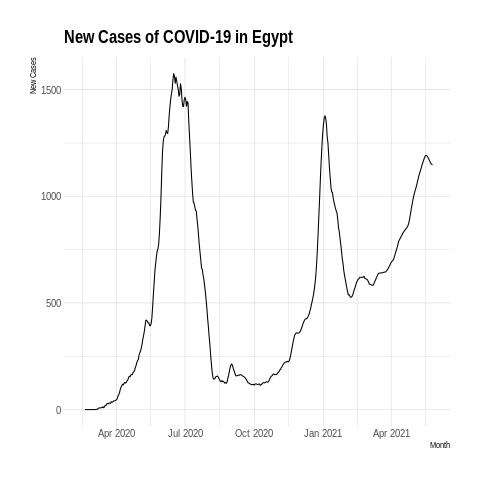 New Cases of COVID-19 in Egypt
New Cases
1500
1000
500
0
Apr 2020 Jul 2020 Oct 2020 Jan 2021 Apr 2021
Month